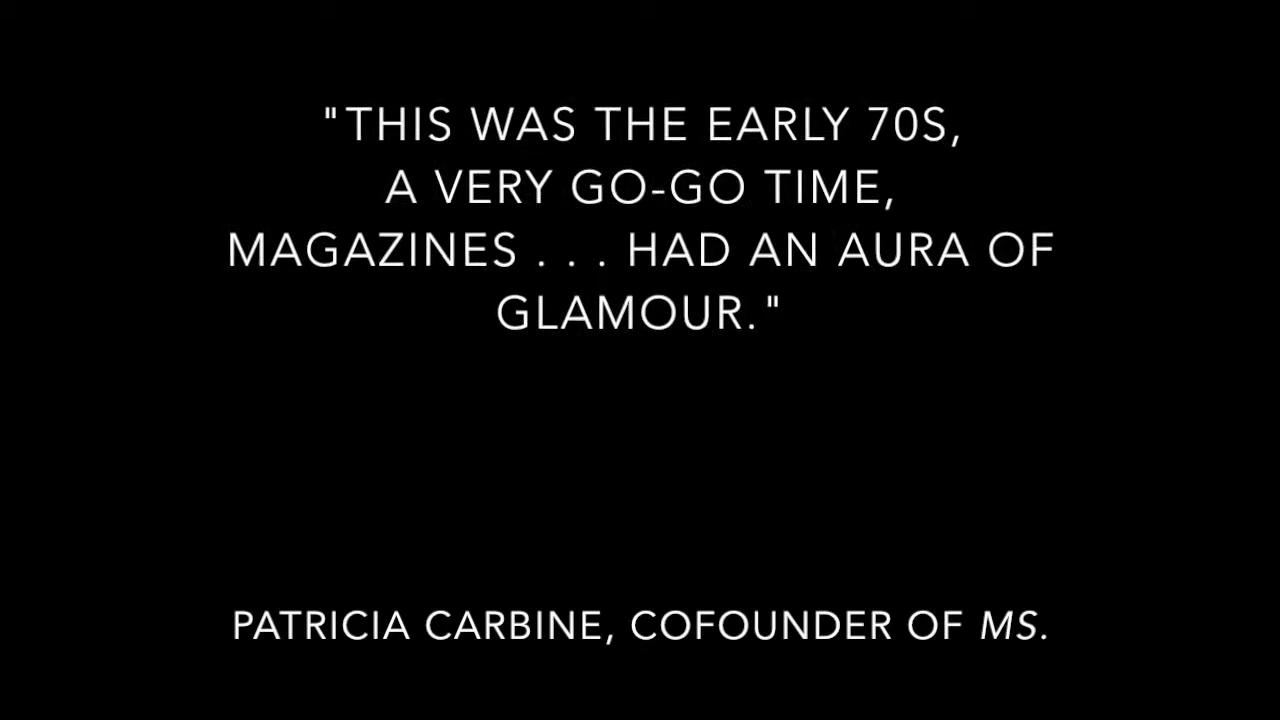 "THIS WAS THE EARLY 70S,
A VERY GO-GO TIME,
MAGAZINES . . . HAD AN AURA OF
GLAMOUR."
PATRICIA CARBINE, COFOUNDER OF MS.